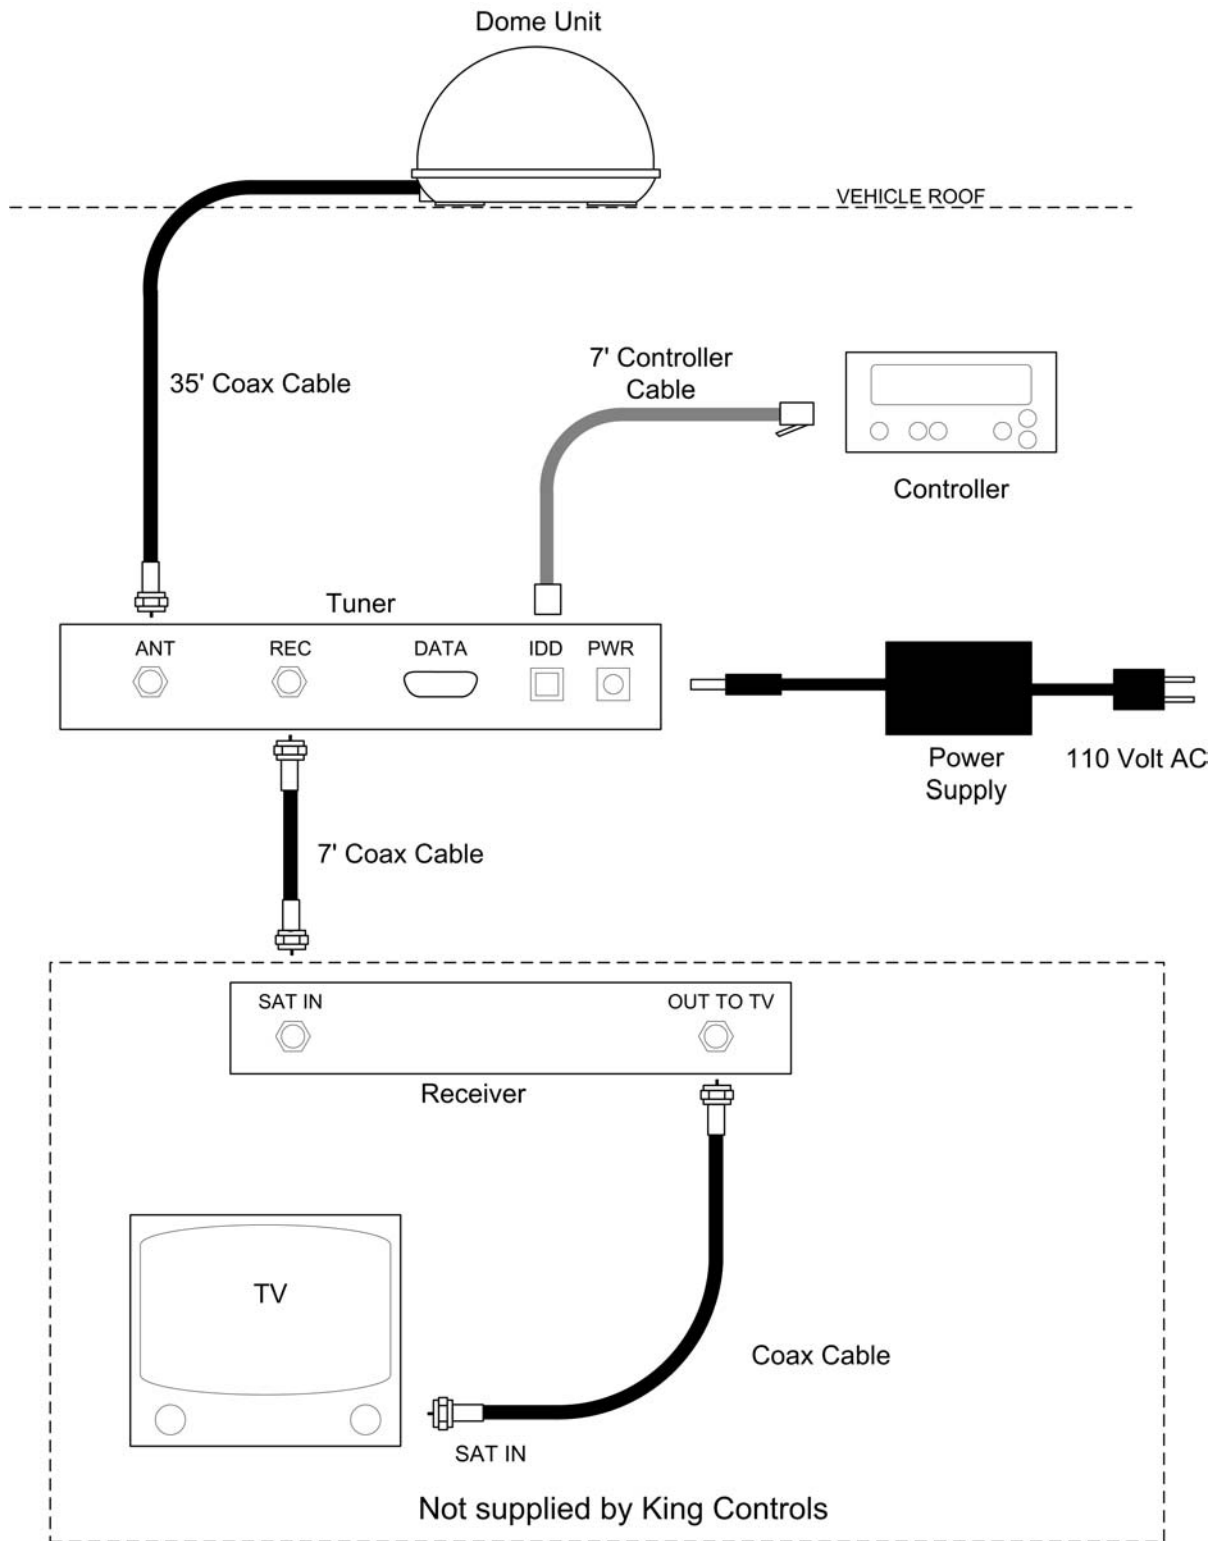 Dome Unit
VEHICLE ROOF
7' Controller
Cable
35' Coax Cable
Controller
Tuner
ANT REC DATA IDD PWR
Power
Supply
110 Volt AC
7' Coax Cable
SAT IN OUT TO TV
Receiver
TV
Coax Cable
SAT IN
Not supplied by King Controls